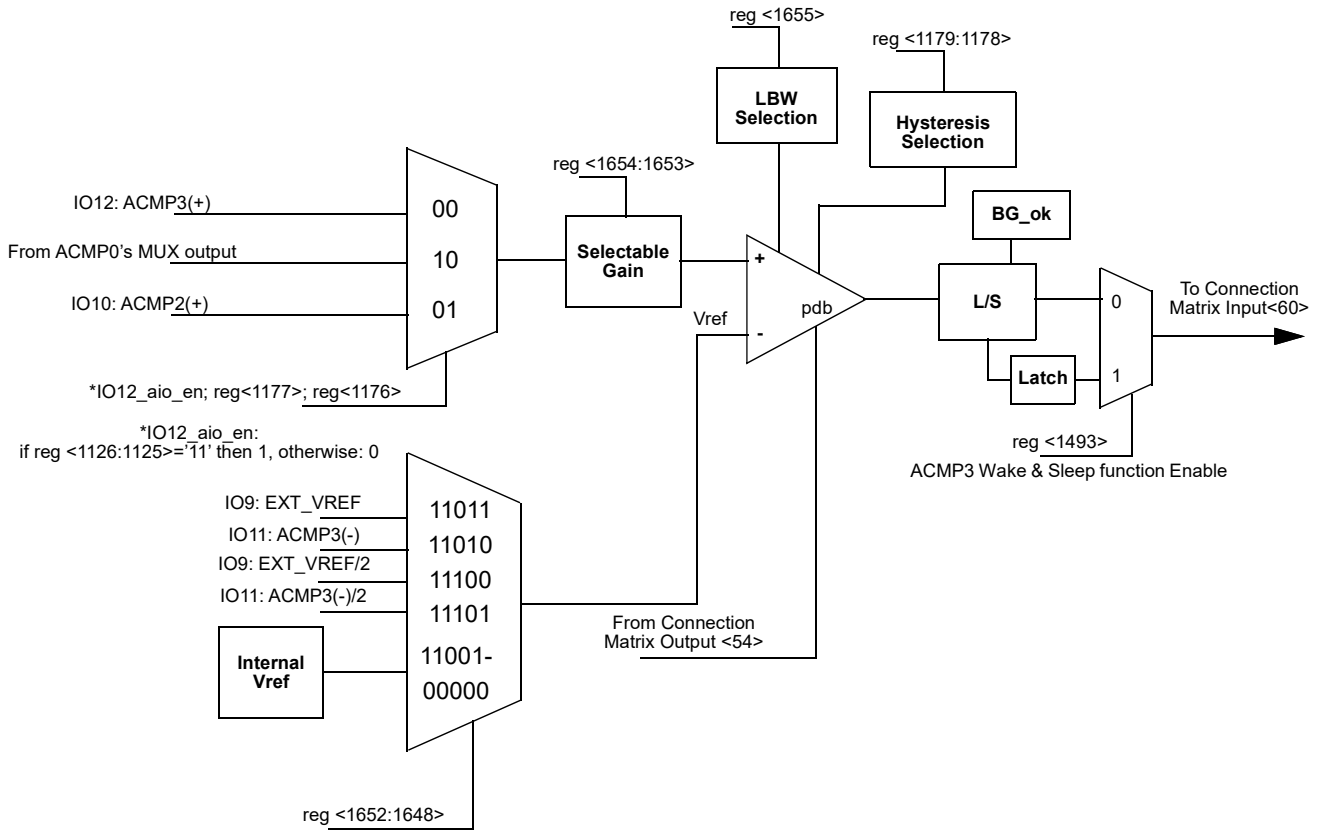 reg <1655>
reg <1179:1178>
LBW
Selection
Hysteresis
Selection
reg <1654:1653>
IO12: ACMP3(+)
00
From ACMP0's MUX output
10
IO10: ACMP2(+)
01
Selectable
Gain
BG_ok
+
pdb
-
Vref
L/S
0
To Connection
Matrix Input<60>
Latch
1
*IO12_aio_en; reg<1177>; reg<1176>
*IO12_aio_en:
if reg <1126:1125>='11' then 1, otherwise: 0
reg <1493>
ACMP3 Wake & Sleep function Enable
IO9: EXT_VREF
11011
IO11: ACMP3(-)
11010
IO9: EXT_VREF/2
11100
IO11: ACMP3(-)/2
11101
Internal
Vref
11001-
00000
From Connection
Matrix Output <54>
reg <1652:1648>